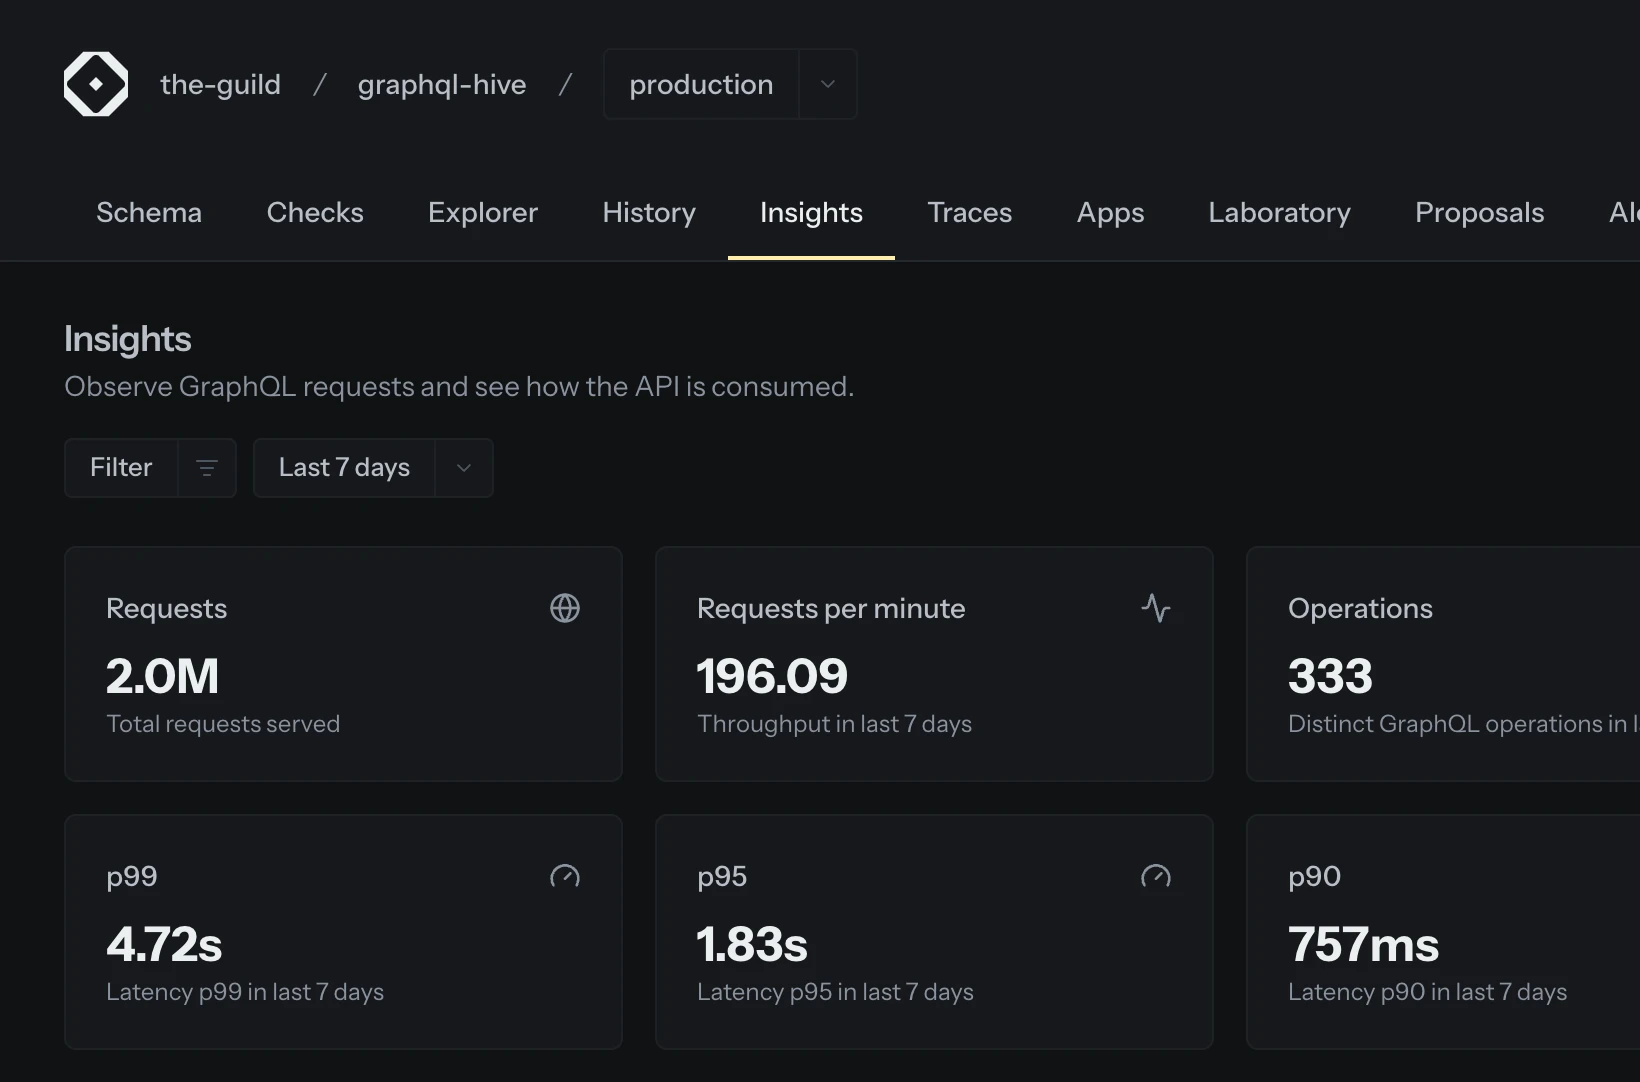 the-guild / graphql-hive / production
Schema Checks Explorer History Insights Traces Apps Laboratory Proposals
Insights
Observe GraphQL requests and see how the API is consumed.
Filter Last 7 days
Requests Requests per minute Operations
2.0M 196.09 333
Total requests served Throughput in last 7 days Distinct GraphQL operations in
p99 p95 p90
4.72s 1.83s 757ms
Latency p99 in last 7 days Latency p95 in last 7 days Latency p90 in last 7 days